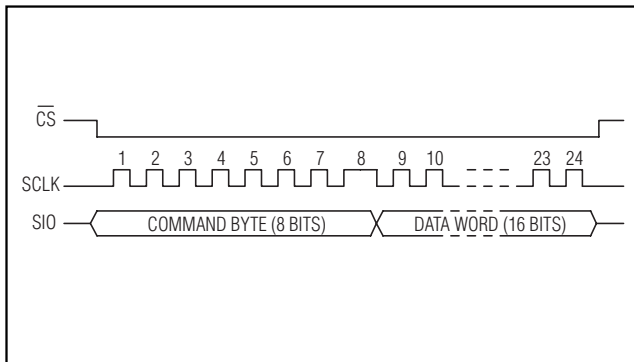 CS
1 2 3 4 5 6 7 8 9 10 23 24
SCLK
SIO COMMAND BYTE (8 BITS) DATA WORD (16 BITS)